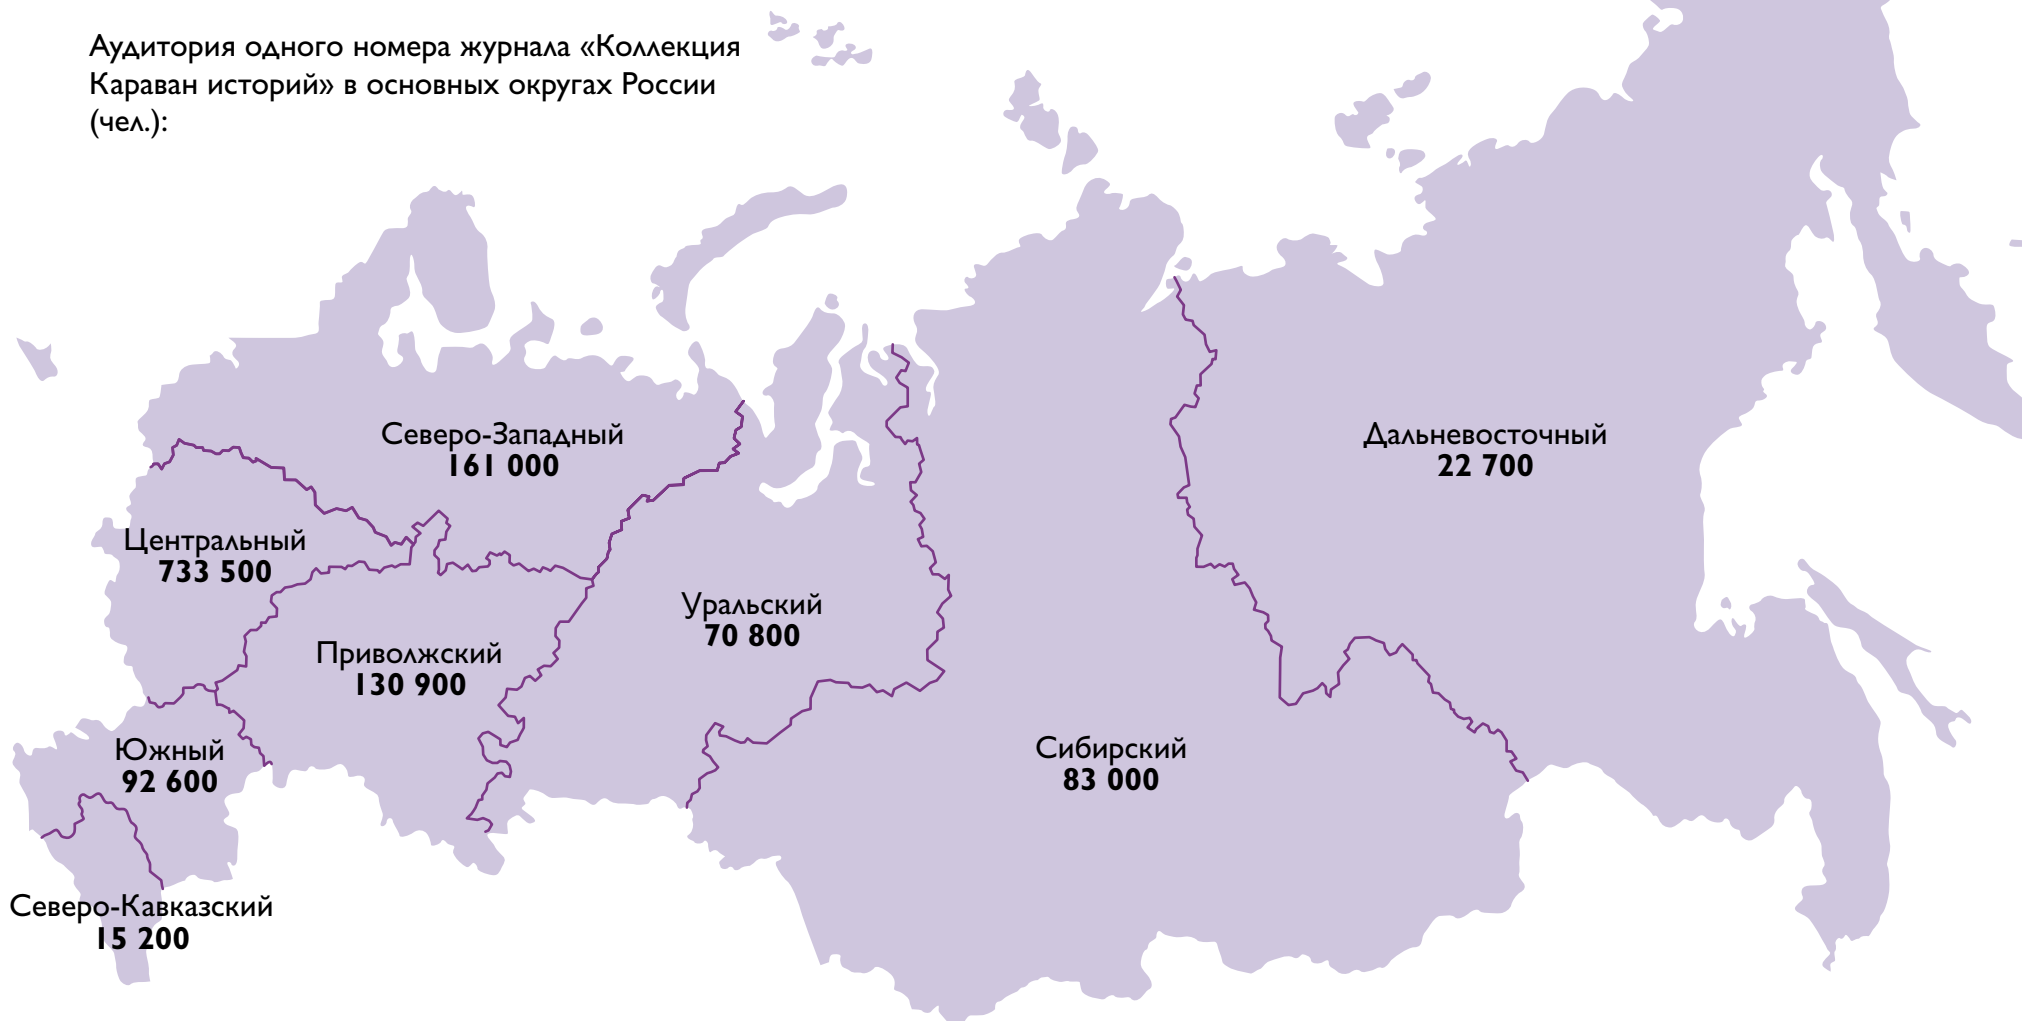 Аудитория одного номера журнала «Коллекция
Караван историй» в основных округах России
(чел.):
Северо-Западный
161 000
Дальневосточный
22 700
Центральный
733 500
Уральский
70 800
Приволжский
130 900
Южный
92 600
Сибирский
83 000
Северо-Кавказский
15 200